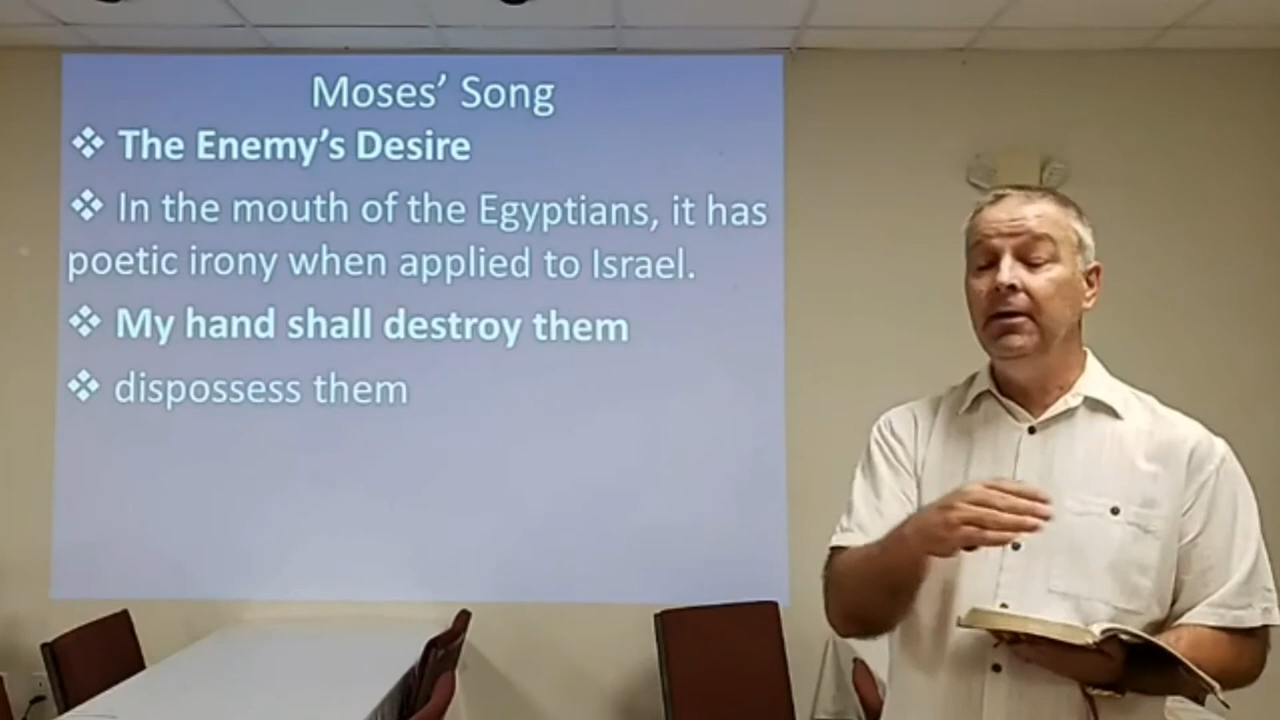 Moses’ Song
❖ The Enemy’s Desire
❖ In the mouth of the Egyptians, it has
poetic irony when applied to Israel.
❖ My hand shall destroy them
❖ dispossess them